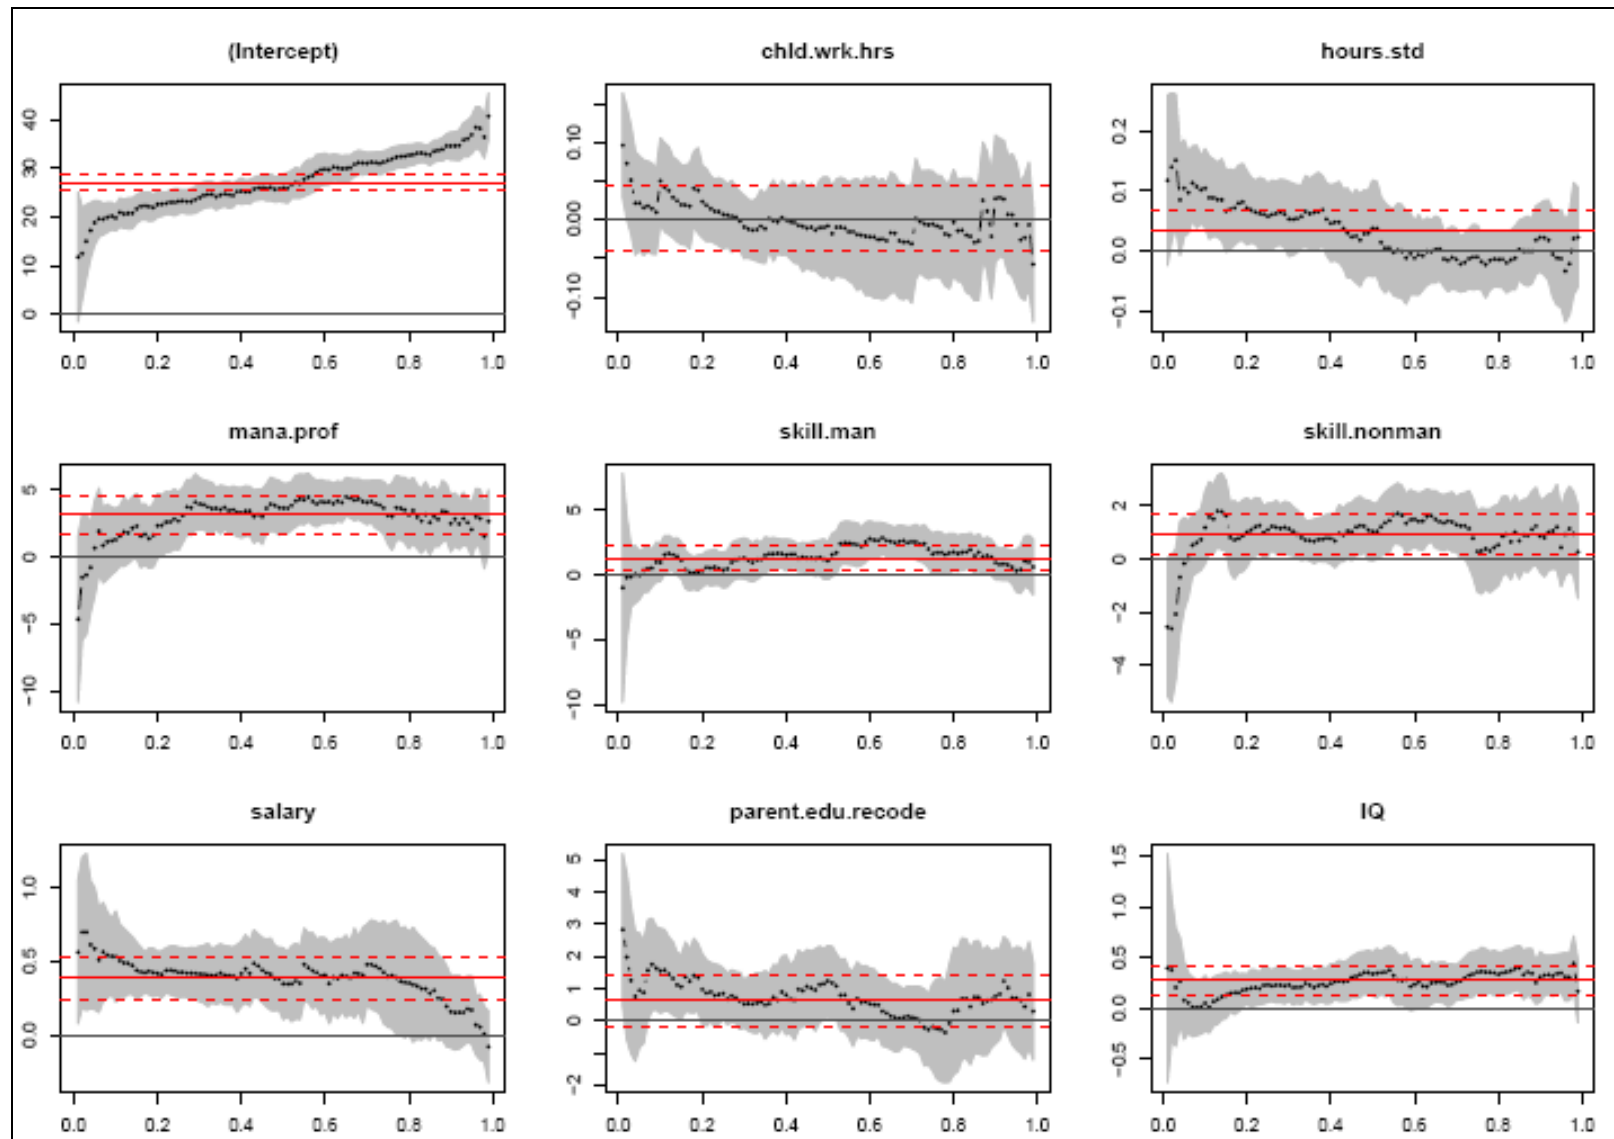 (Intercept)
chld.wrk.hrs
hours.std
0 10 20 30 40
-0.10 0.00 0.10
-0.1 0.0 0.1 0.2
0.0 0.2 0.4 0.6 0.8 1.0
0.0 0.2 0.4 0.6 0.8 1.0
0.0 0.2 0.4 0.6 0.8 1.0
mana.prof
skill.man
skill.nonman
-10 -5 0 5
-10 -5 0 5
-4 -2 0 2
0.0 0.2 0.4 0.6 0.8 1.0
0.0 0.2 0.4 0.6 0.8 1.0
0.0 0.2 0.4 0.6 0.8 1.0
salary
parent.edu.recode
IQ
0.0 0.5 1.0
-2 0 1 2 3 4 5
-0.5 0.0 0.5 1.0 1.5
0.0 0.2 0.4 0.6 0.8 1.0
0.0 0.2 0.4 0.6 0.8 1.0
0.0 0.2 0.4 0.6 0.8 1.0